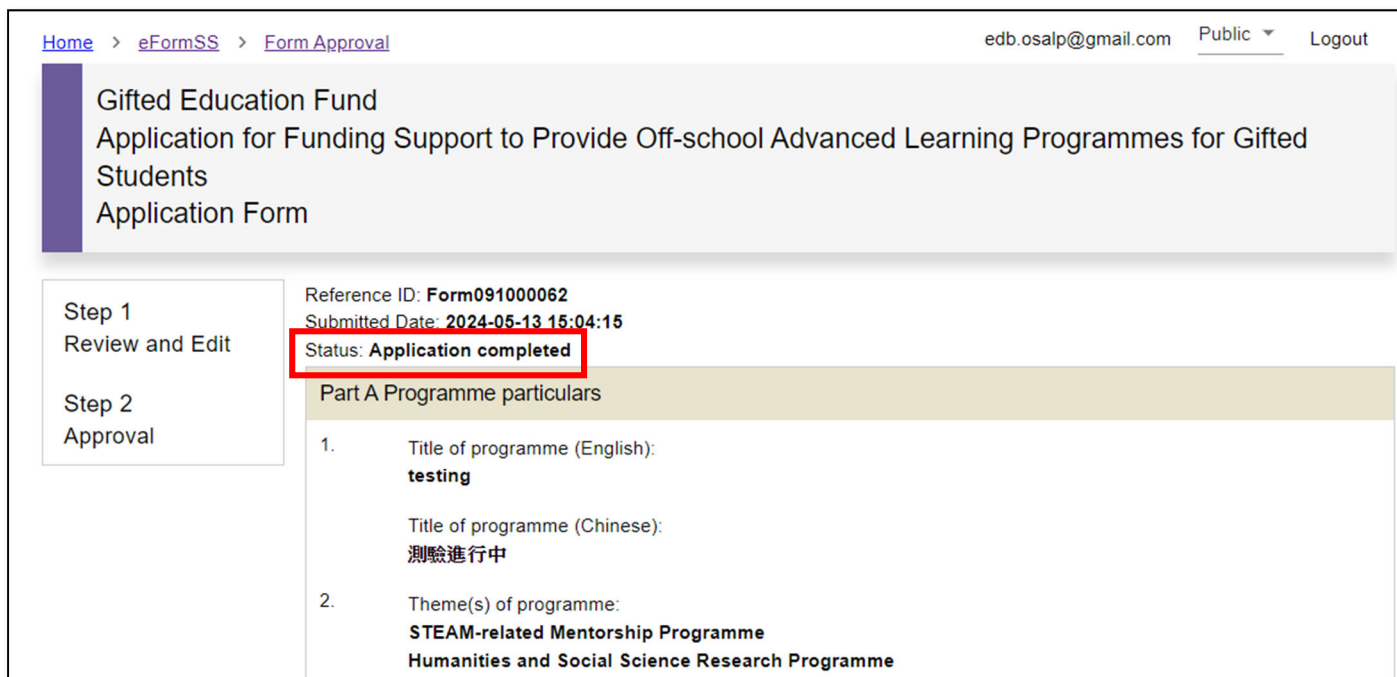 Home > eFormSS > Form Approval
edb.osalp@gmail.com Public Logout
Gifted Education Fund
Application for Funding Support to Provide Off-school Advanced Learning Programmes for Gifted
Students
Application Form
Step 1
Review and Edit
Step 2
Approval
Reference ID: Form091000062
Submitted Date: 2024-05-13 15:04:15
Status: Application completed
Part A Programme particulars
1. Title of programme (English):
testing
Title of programme (Chinese):
測驗進行中
2. Theme(s) of programme:
STEAM-related Mentorship Programme
Humanities and Social Science Research Programme